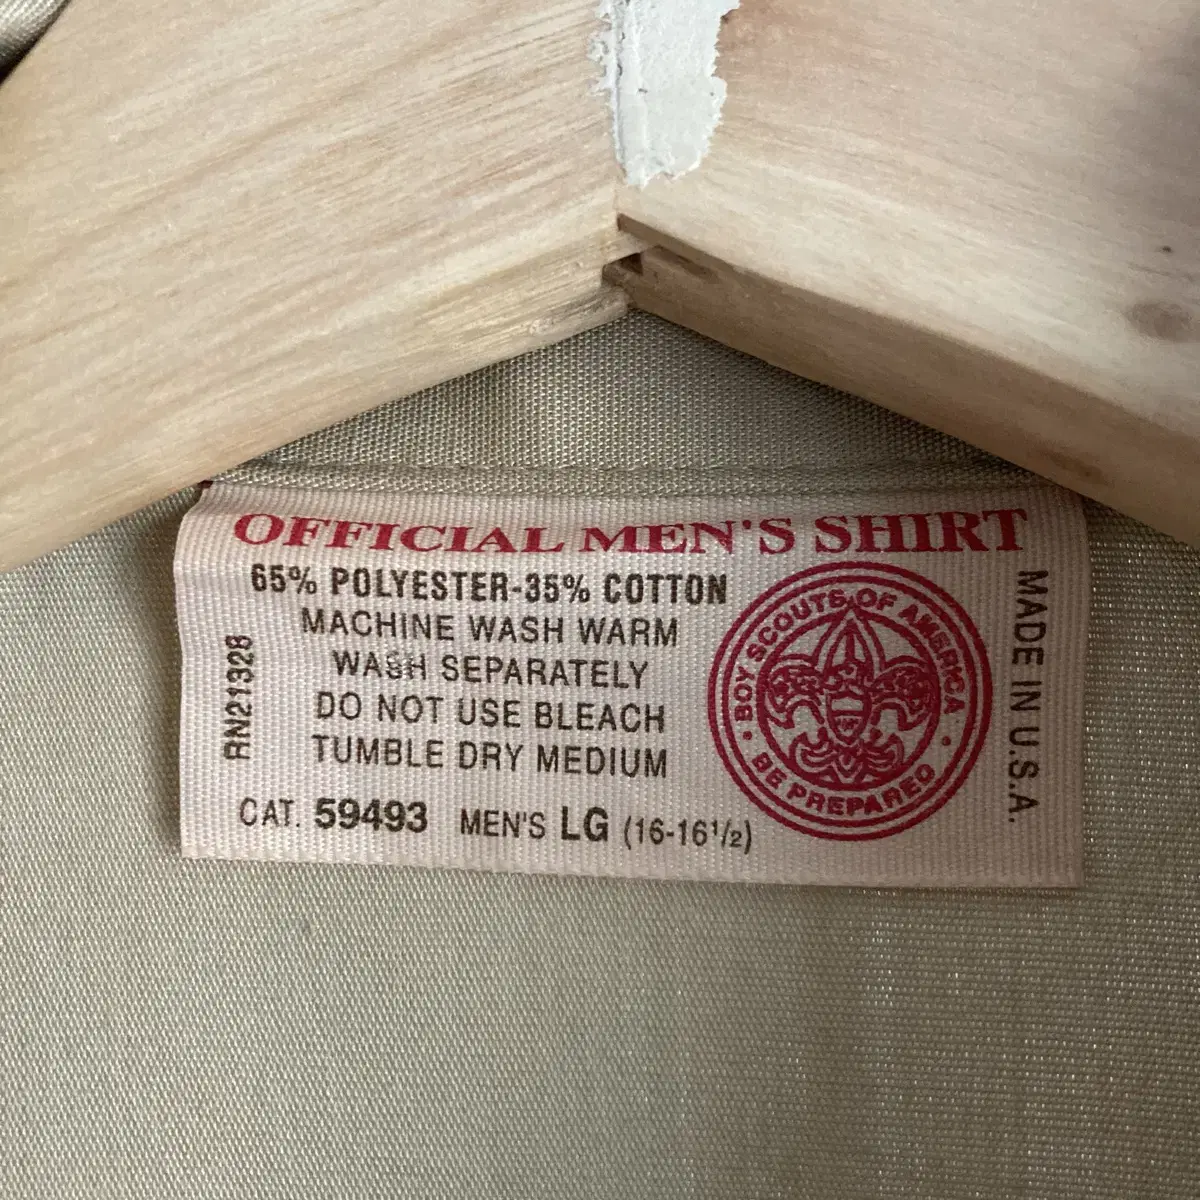 OFFICIAL MEN'S SHIRT
65% POLYESTER-35% COTTON
MACHINE WASH WARM
WASH SEPARATELY
DO NOT USE BLEACH
TUMBLE DRY MEDIUM
CAT. 59493 MEN'S LG (16-16½)
RN21328
BOY SCOUTS OF AMERICA
BE PREPARED
MADE IN U.S.A.